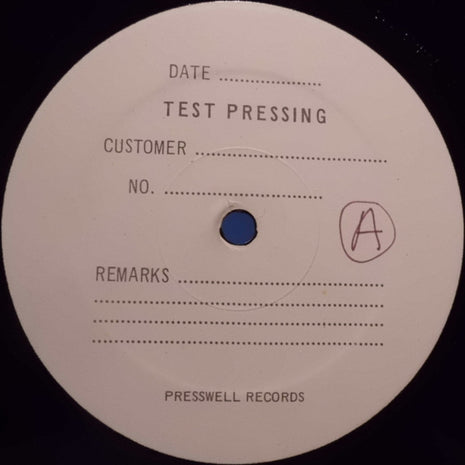 DATE ....................
TEST PRESSING
CUSTOMER ........................................
NO. .................................
A
REMARKS ...........................................
PRESSWELL RECORDS